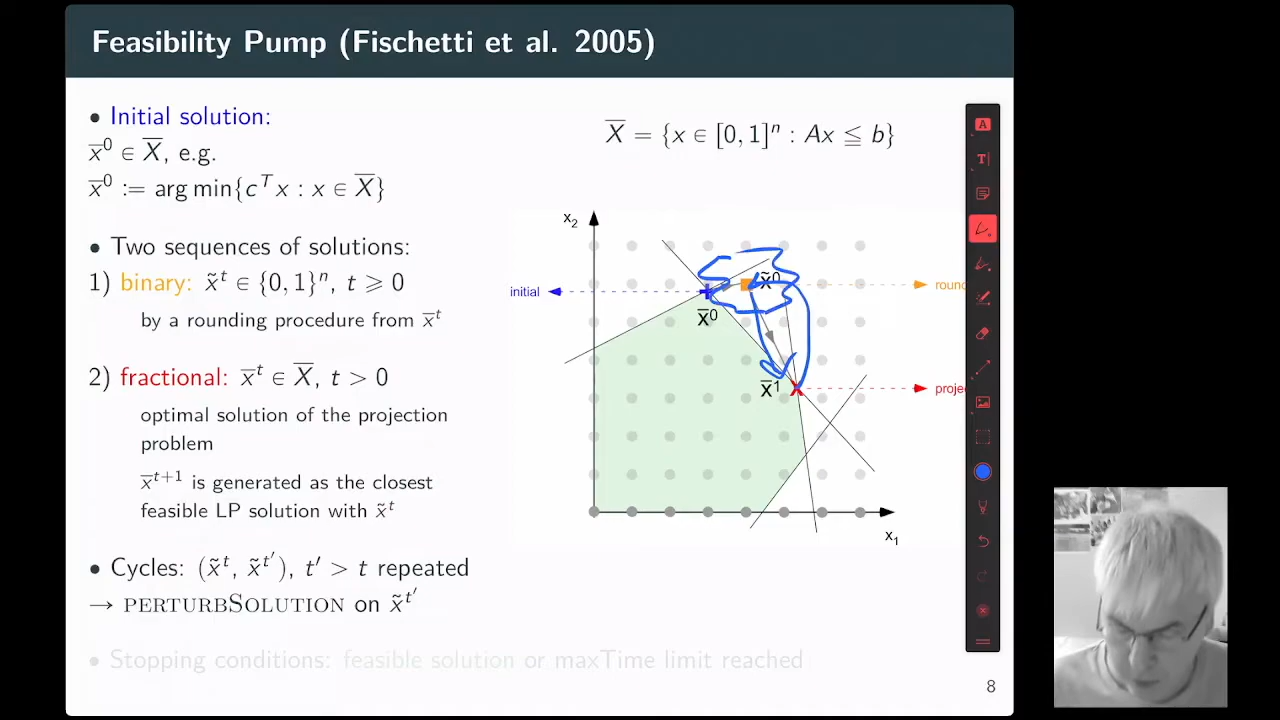 Feasibility Pump (Fischetti et al. 2005)
• Initial solution:
x̅⁰ ∈ X̅, e.g.
x̅⁰ := arg min{cᵀx : x ∈ X̅}
• Two sequences of solutions:
1) binary: x̃ᵗ ∈ {0, 1}ⁿ, t ⩾ 0
by a rounding procedure from x̅ᵗ
2) fractional: x̅ᵗ ∈ X̅, t > 0
optimal solution of the projection
problem
x̅ᵗ⁺¹ is generated as the closest
feasible LP solution with x̃ᵗ
• Cycles: (x̃ᵗ, x̃ᵗ′), t′ > t repeated
→ PERTURBSOLUTION on x̃ᵗ′
• Stopping conditions: feasible solution or maxTime limit reached
X̅ = {x ∈ [0, 1]ⁿ : Ax ≦ b}
x₂
initial
x̃⁰
roun
x̅⁰
x̅¹
X
projec
x₁
A
T
8